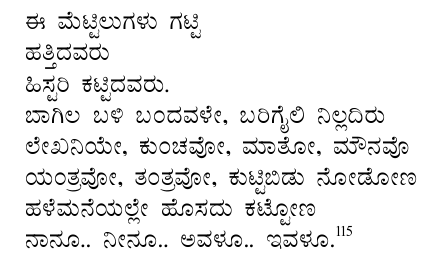 ಈ ಮೆಟ್ಟಿಲುಗಳು ಗಟ್ಟಿ
ಹತ್ತಿದವರು
ಹಿಸ್ಟರಿ ಕಟ್ಟಿದವರು.
ಬಾಗಿಲ ಬಳಿ ಬಂದವಳೇ, ಬರಿಗೈಲಿ ನಿಲ್ಲದಿರು
ಲೇಖನಿಯೇ, ಕುಂಚವೋ, ಮಾತೋ, ಮೌನವೊ
ಯಂತ್ರವೋ, ತಂತ್ರವೋ, ಕುಟ್ಟಿಬಿಡು ನೋಡೋಣ
ಹಳೆಮನೆಯಲ್ಲೇ ಹೊಸದು ಕಟ್ಟೋಣ
ನಾನೂ.. ನೀನೂ.. ಅವಳೂ.. ಇವಳೂ.115